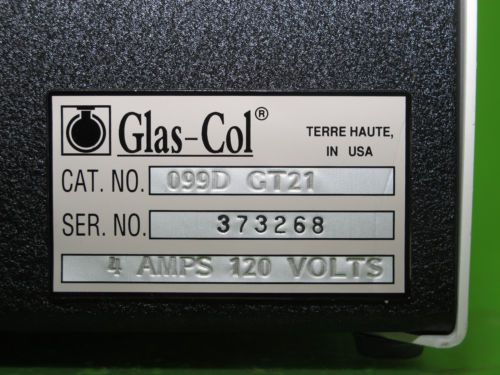 Glas-Col®
TERRE HAUTE,
IN USA
CAT. NO. 099D GT21
SER. NO. 373268
4 AMPS 120 VOLTS